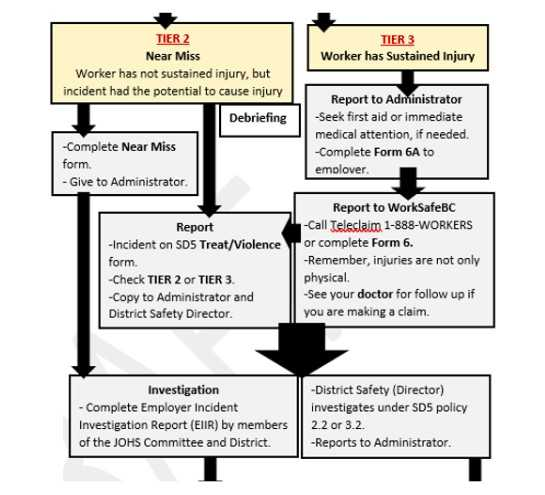 TIER 2
Near Miss
Worker has not sustained injury, but
incident had the potential to cause injury
TIER 3
Worker has Sustained Injury
Debriefing
Report to Administrator
-Seek first aid or immediate
medical attention, if needed.
-Complete Form 6A to
employer.
-Complete Near Miss
form.
- Give to Administrator.
Report
-Incident on SD5 Treat/Violence
form.
-Check TIER 2 or TIER 3.
-Copy to Administrator and
District Safety Director.
Report to WorkSafeBC
-Call Teleclaim 1-888-WORKERS
or complete Form 6.
-Remember, injuries are not only
physical.
-See your doctor for follow up if
you are making a claim.
Investigation
- Complete Employer Incident
Investigation Report (EIIR) by members
of the JOHS Committee and District.
-District Safety (Director)
investigates under SD5 policy
2.2 or 3.2.
-Reports to Administrator.